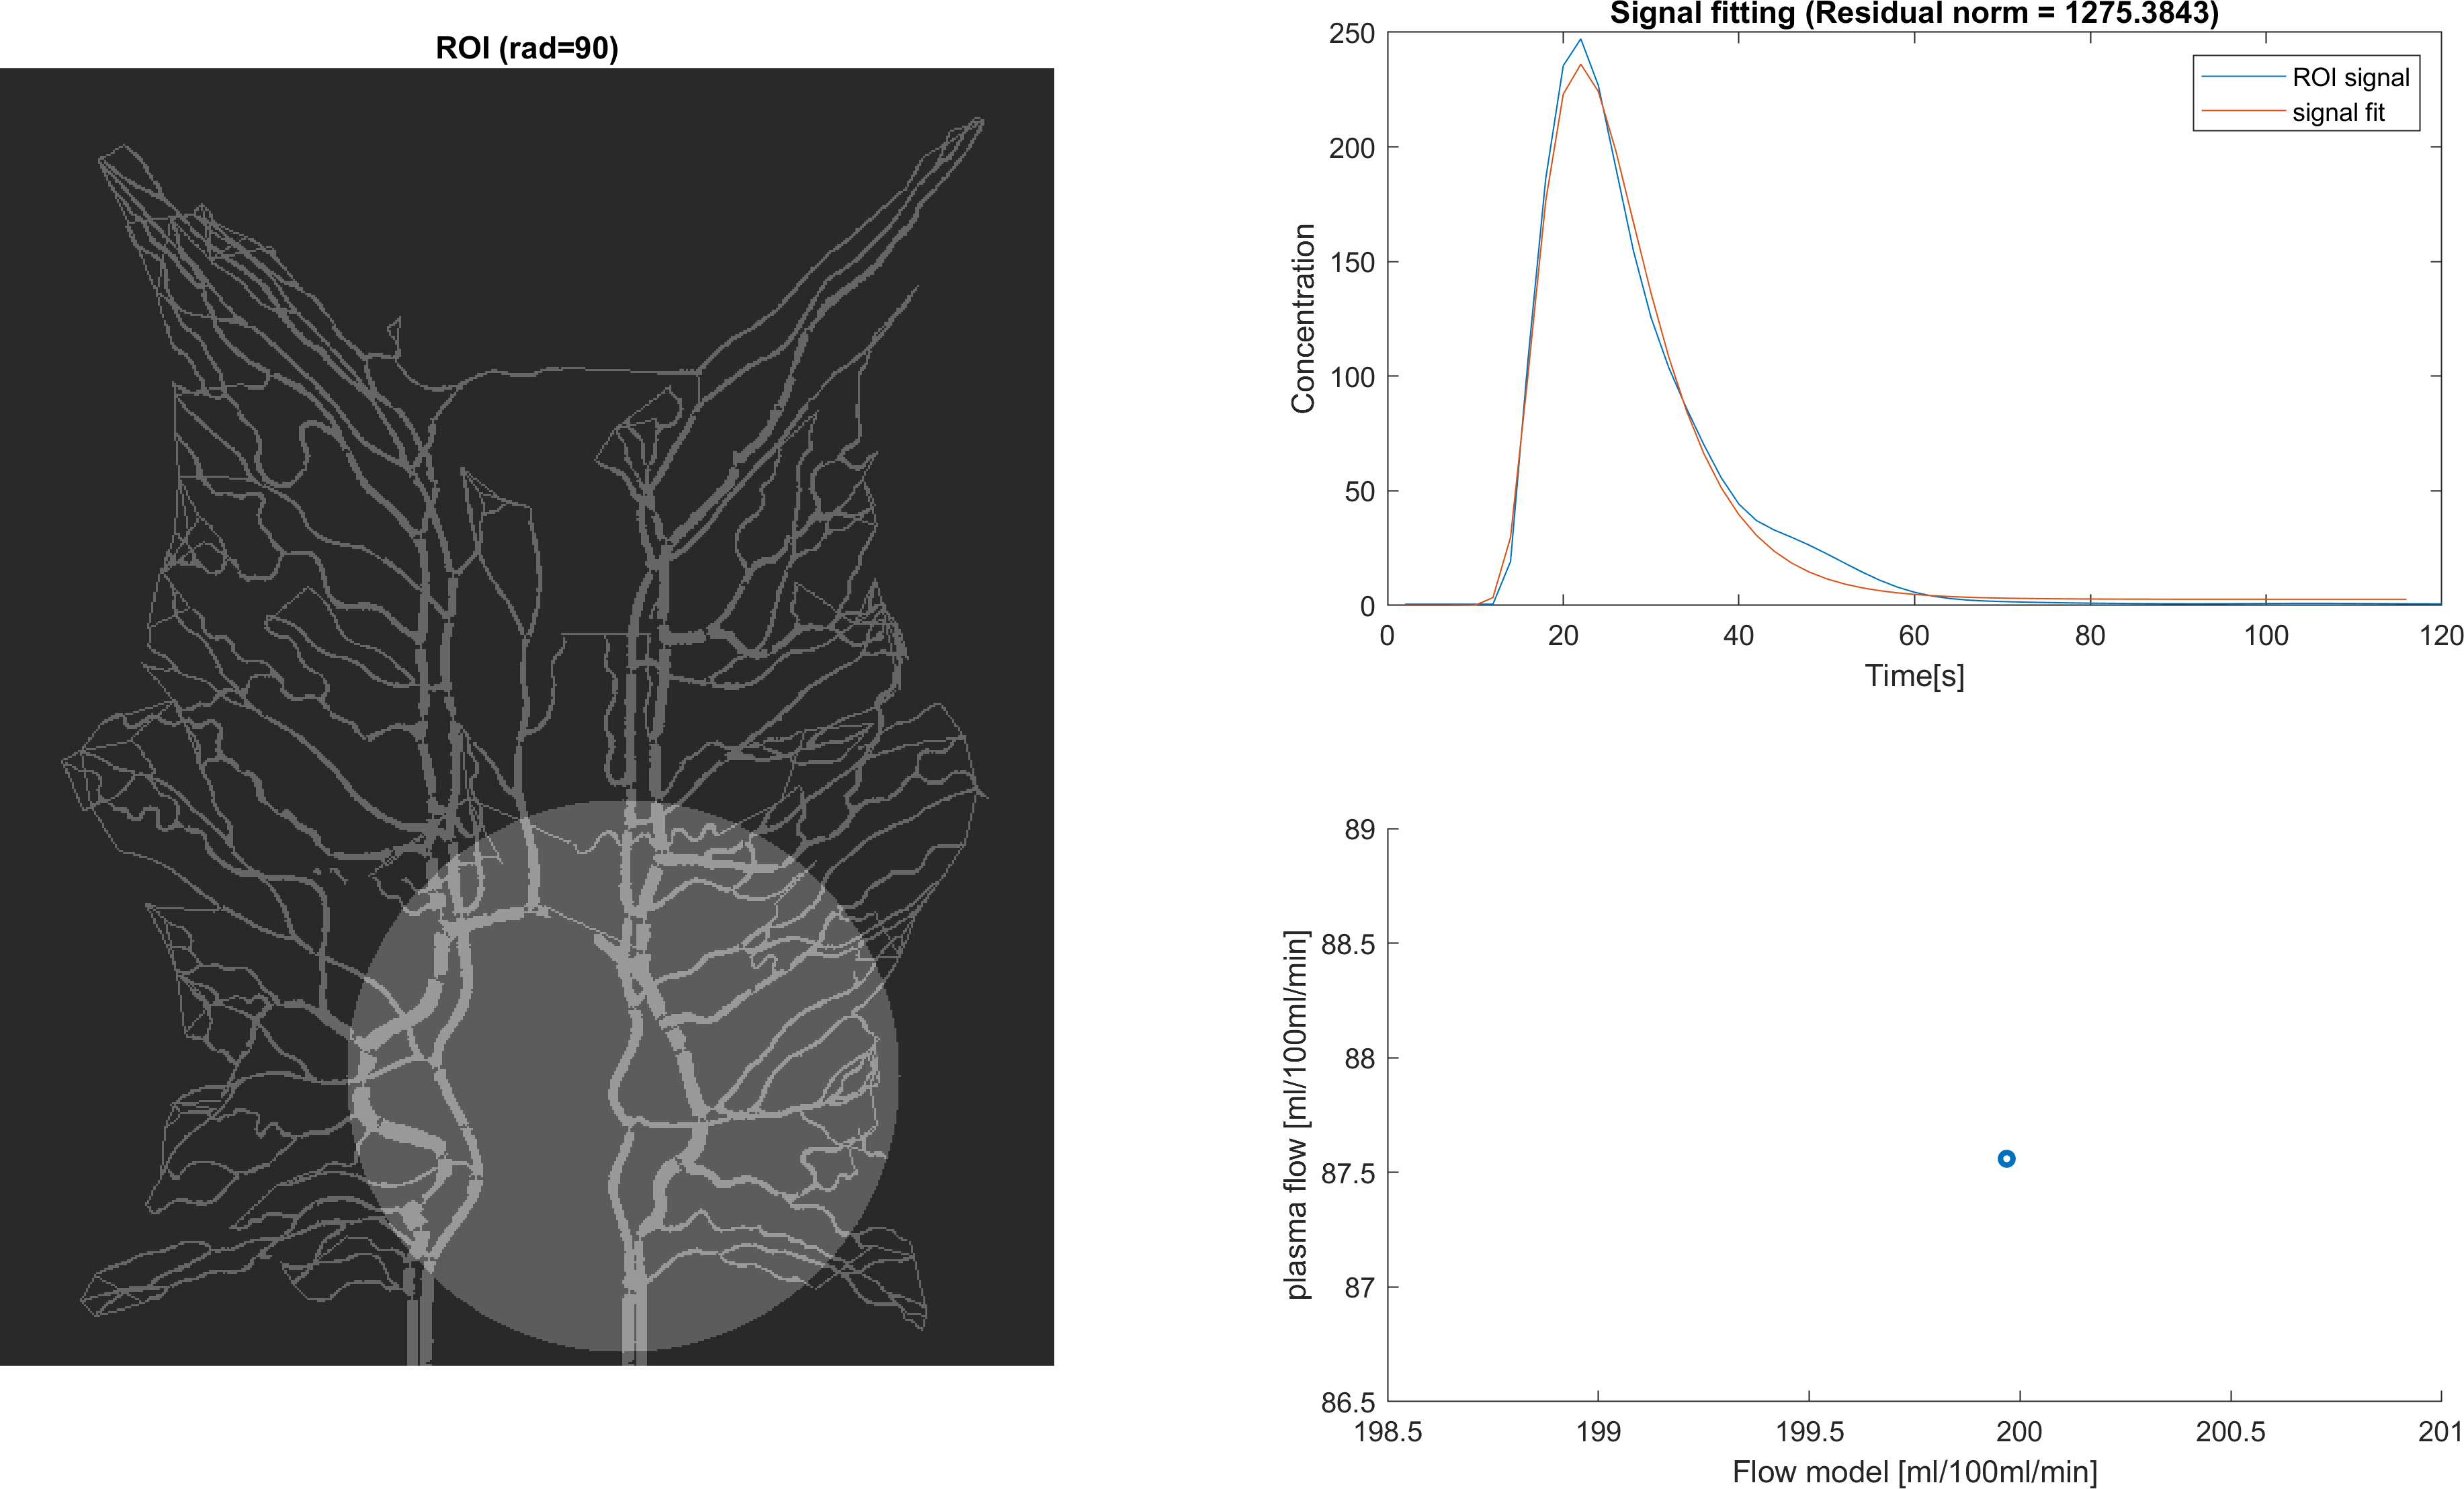 ROI (rad=90)
Signal fitting (Residual norm = 1275.3843)
250
200
150
100
50
0
Concentration
ROI signal
signal fit
0 20 40 60 80 100 120
Time[s]
89
88.5
88
87.5
87
86.5
plasma flow [ml/100ml/min]
198.5 199 199.5 200 200.5 201
Flow model [ml/100ml/min]